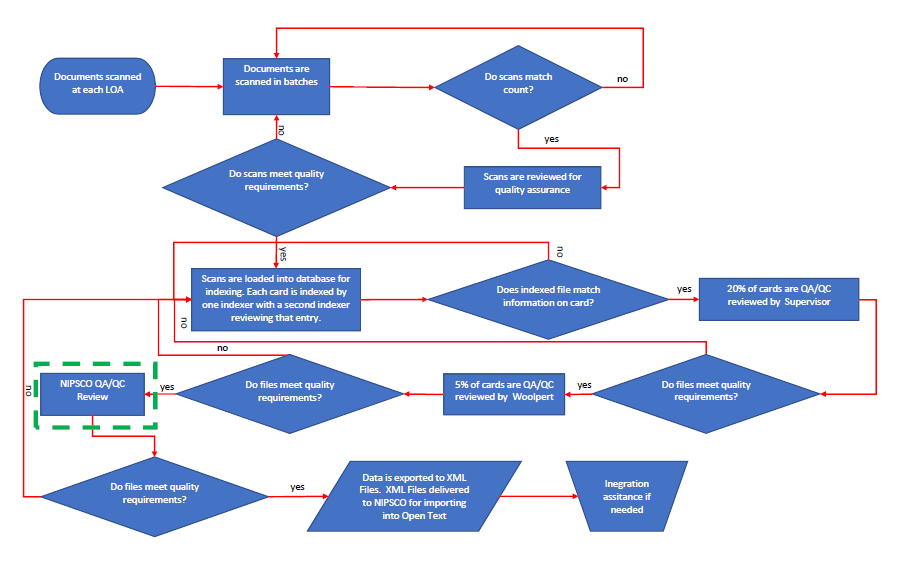 Documents scanned
at each LOA
Documents are
scanned in batches
Do scans match
count?
no
yes
Scans are reviewed for
quality assurance
Do scans meet quality
requirements?
no
yes
Scans are loaded into database for
indexing. Each card is indexed by
one indexer with a second indexer
reviewing that entry.
Does indexed file match
information on card?
no
yes
20% of cards are QA/QC
reviewed by Supervisor
no
Do files meet quality
requirements?
yes
5% of cards are QA/QC
reviewed by Woolpert
Do files meet quality
requirements?
no
yes
NIPSCO QA/QC
Review
no
Do files meet quality
requirements?
yes
Data is exported to XML
Files. XML Files delivered
to NIPSCO for importing
into Open Text
Inegration
assitance if
needed